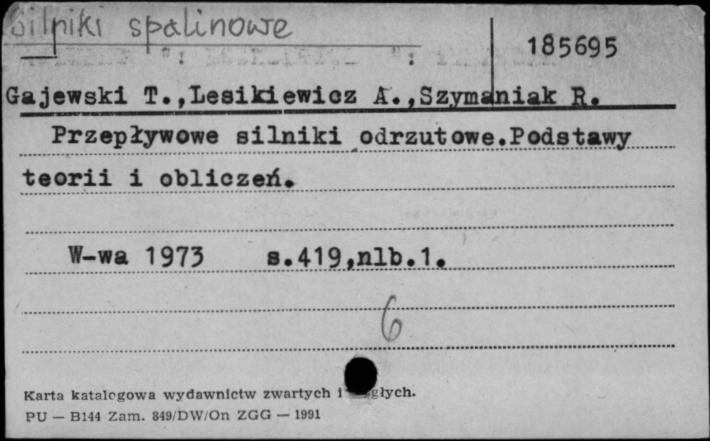 Silniki spalinowe
185695
Gajewski T.,Lesikiewicz A.,Szymaniak R.
Przepływowe silniki odrzutowe.Podstawy
teorii i obliczeń.
W-wa 1973 s.419,nlb.1.
6
Karta katalogowa wydawnictw zwartych i głych.
PU — B144 Zam. 849/DW/On ZGG — 1991